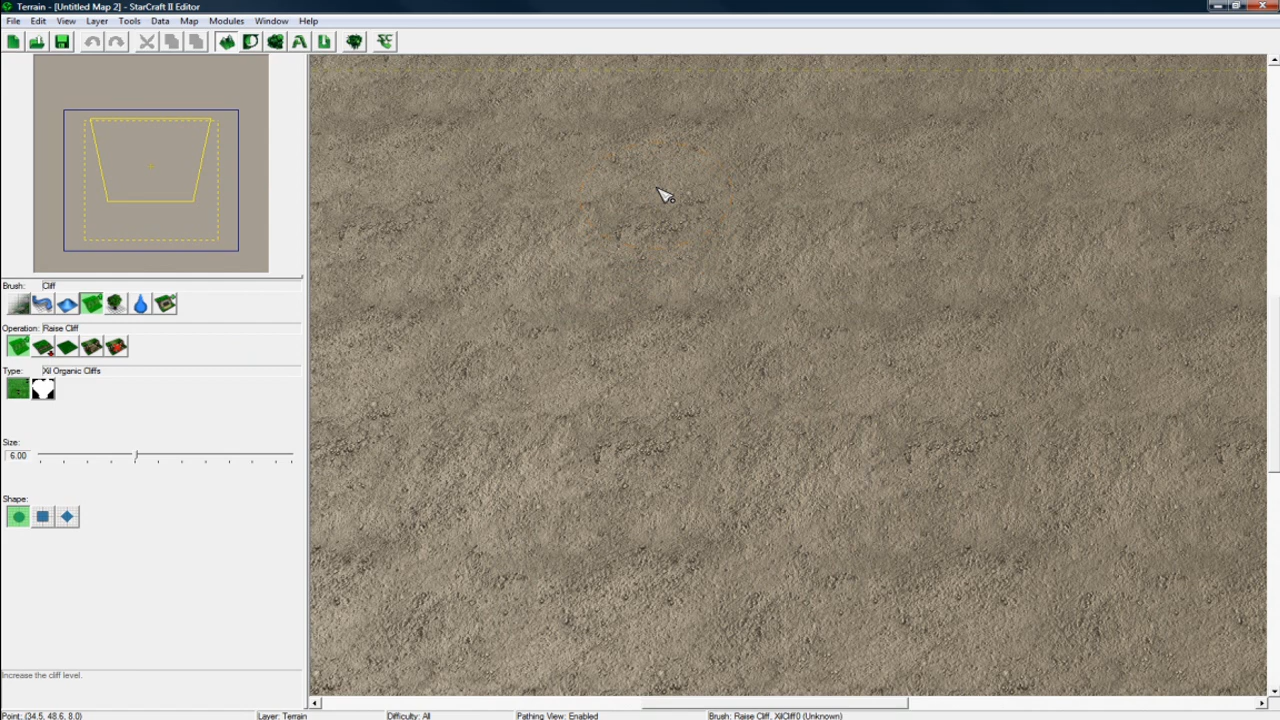 Terrain - [Untitled Map 2] - StarCraft II Editor
File Edit View Layer Tools Data Map Modules Window Help
Brush: Cliff
Operation: Raise Cliff
Type: Xil Organic Cliffs
Size:
6.00
Shape:
Increase the cliff level.
Point: (34.5, 48.6, 8.0) Layer: Terrain Difficulty: All Pathing View: Enabled Brush: Raise Cliff, XilCliff0 (Unknown)